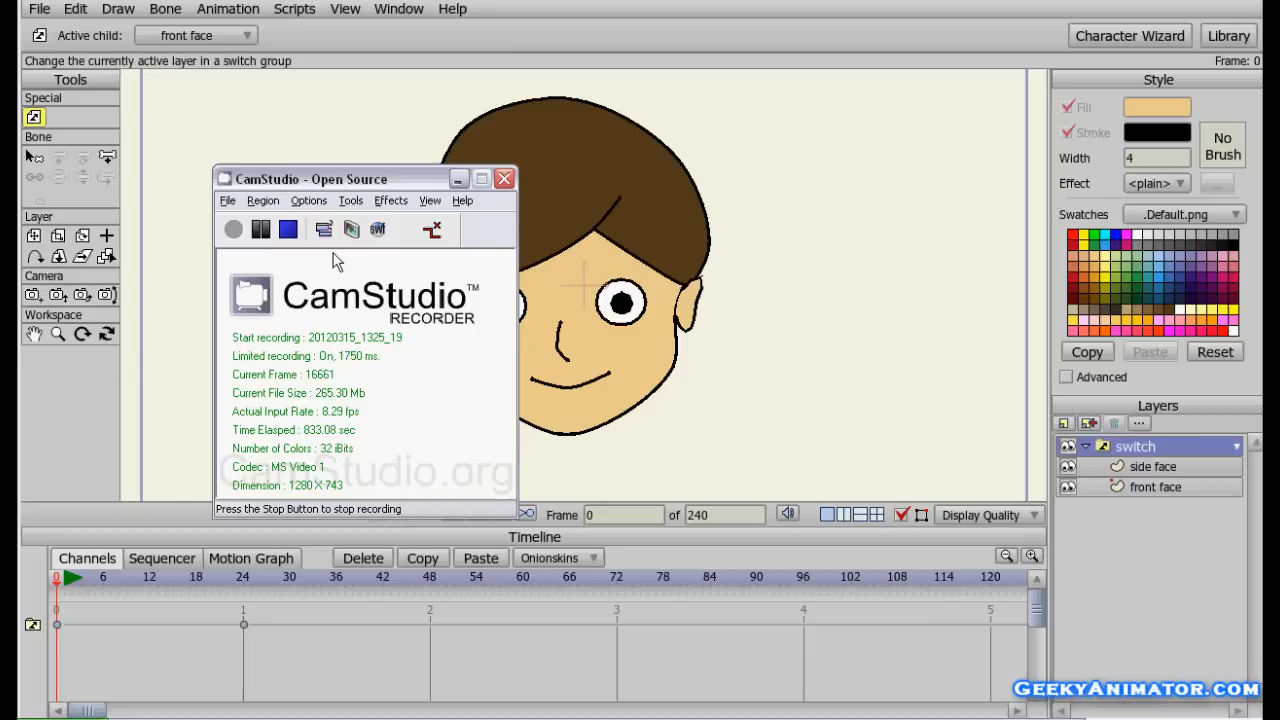 File Edit Draw Bone Animation Scripts View Window Help
Active child: front face Character Wizard Library
Change the currently active layer in a switch group Frame: 0
Tools
Special
Bone
Layer
Camera
Workspace
CamStudio - Open Source
File Region Options Tools Effects View Help
CamStudio™
RECORDER
Start recording : 20120315_1325_19
Limited recording : On, 1750 ms.
Current Frame : 16661
Current File Size : 265.30 Mb
Actual Input Rate : 8.29 fps
Time Elasped : 833.08 sec
Number of Colors : 32 iBits
Codec : MS Video 1
CamStudio.org
Dimension : 1280 X 743
Press the Stop Button to stop recording
Style
Fill
Stroke
No Brush
Width 4
Effect <plain> ...
Swatches .Default.png
Copy Paste Reset
Advanced
Layers
switch
side face
front face
Frame 0 of 240 Display Quality
Timeline
Channels Sequencer Motion Graph Delete Copy Paste Onionskins
0 6 12 18 24 30 36 42 48 54 60 66 72 78 84 90 96 102 108 114 120
0 1 2 3 4 5
GeekyAnimator.com